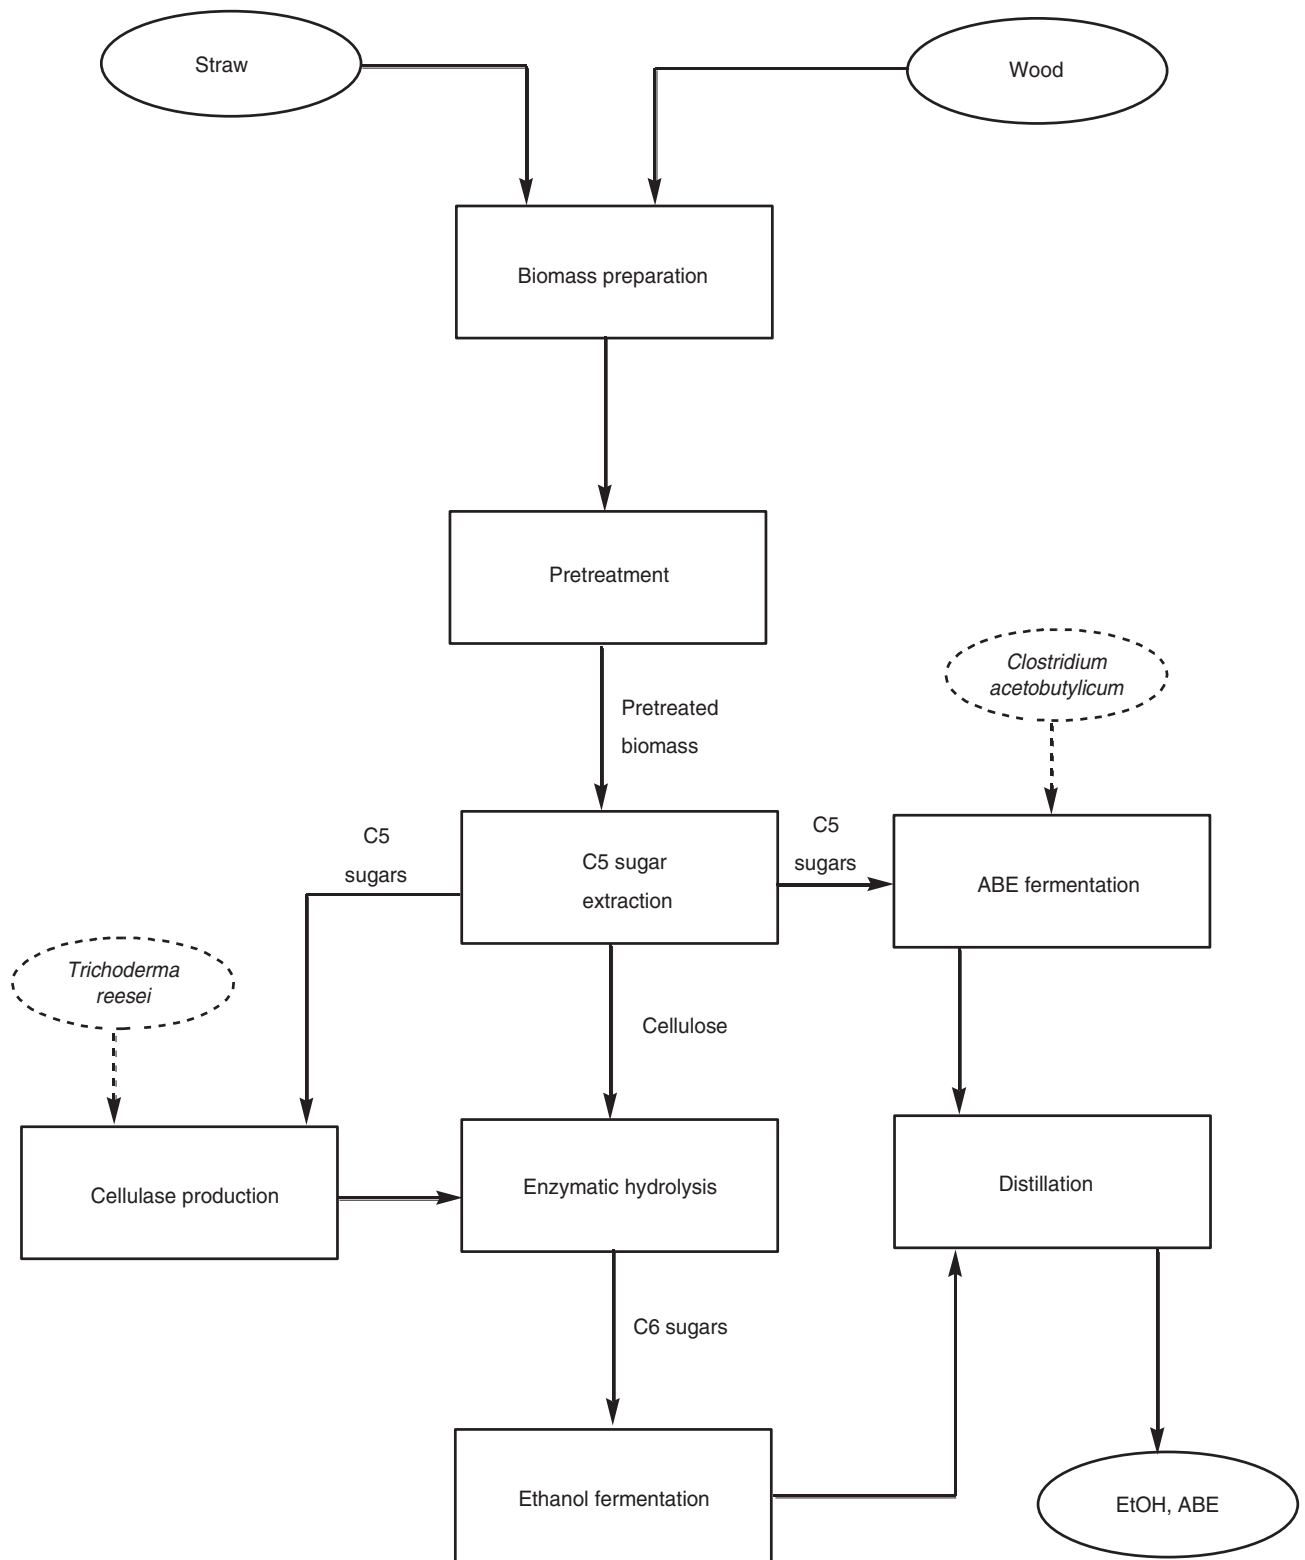 Straw
Wood
Biomass preparation
Pretreatment
Clostridium
acetobutylicum
Pretreated
biomass
C5
sugars
C5 sugar
extraction
C5
sugars
ABE fermentation
Trichoderma
reesei
Cellulose
Cellulase production
Enzymatic hydrolysis
Distillation
C6 sugars
Ethanol fermentation
EtOH, ABE